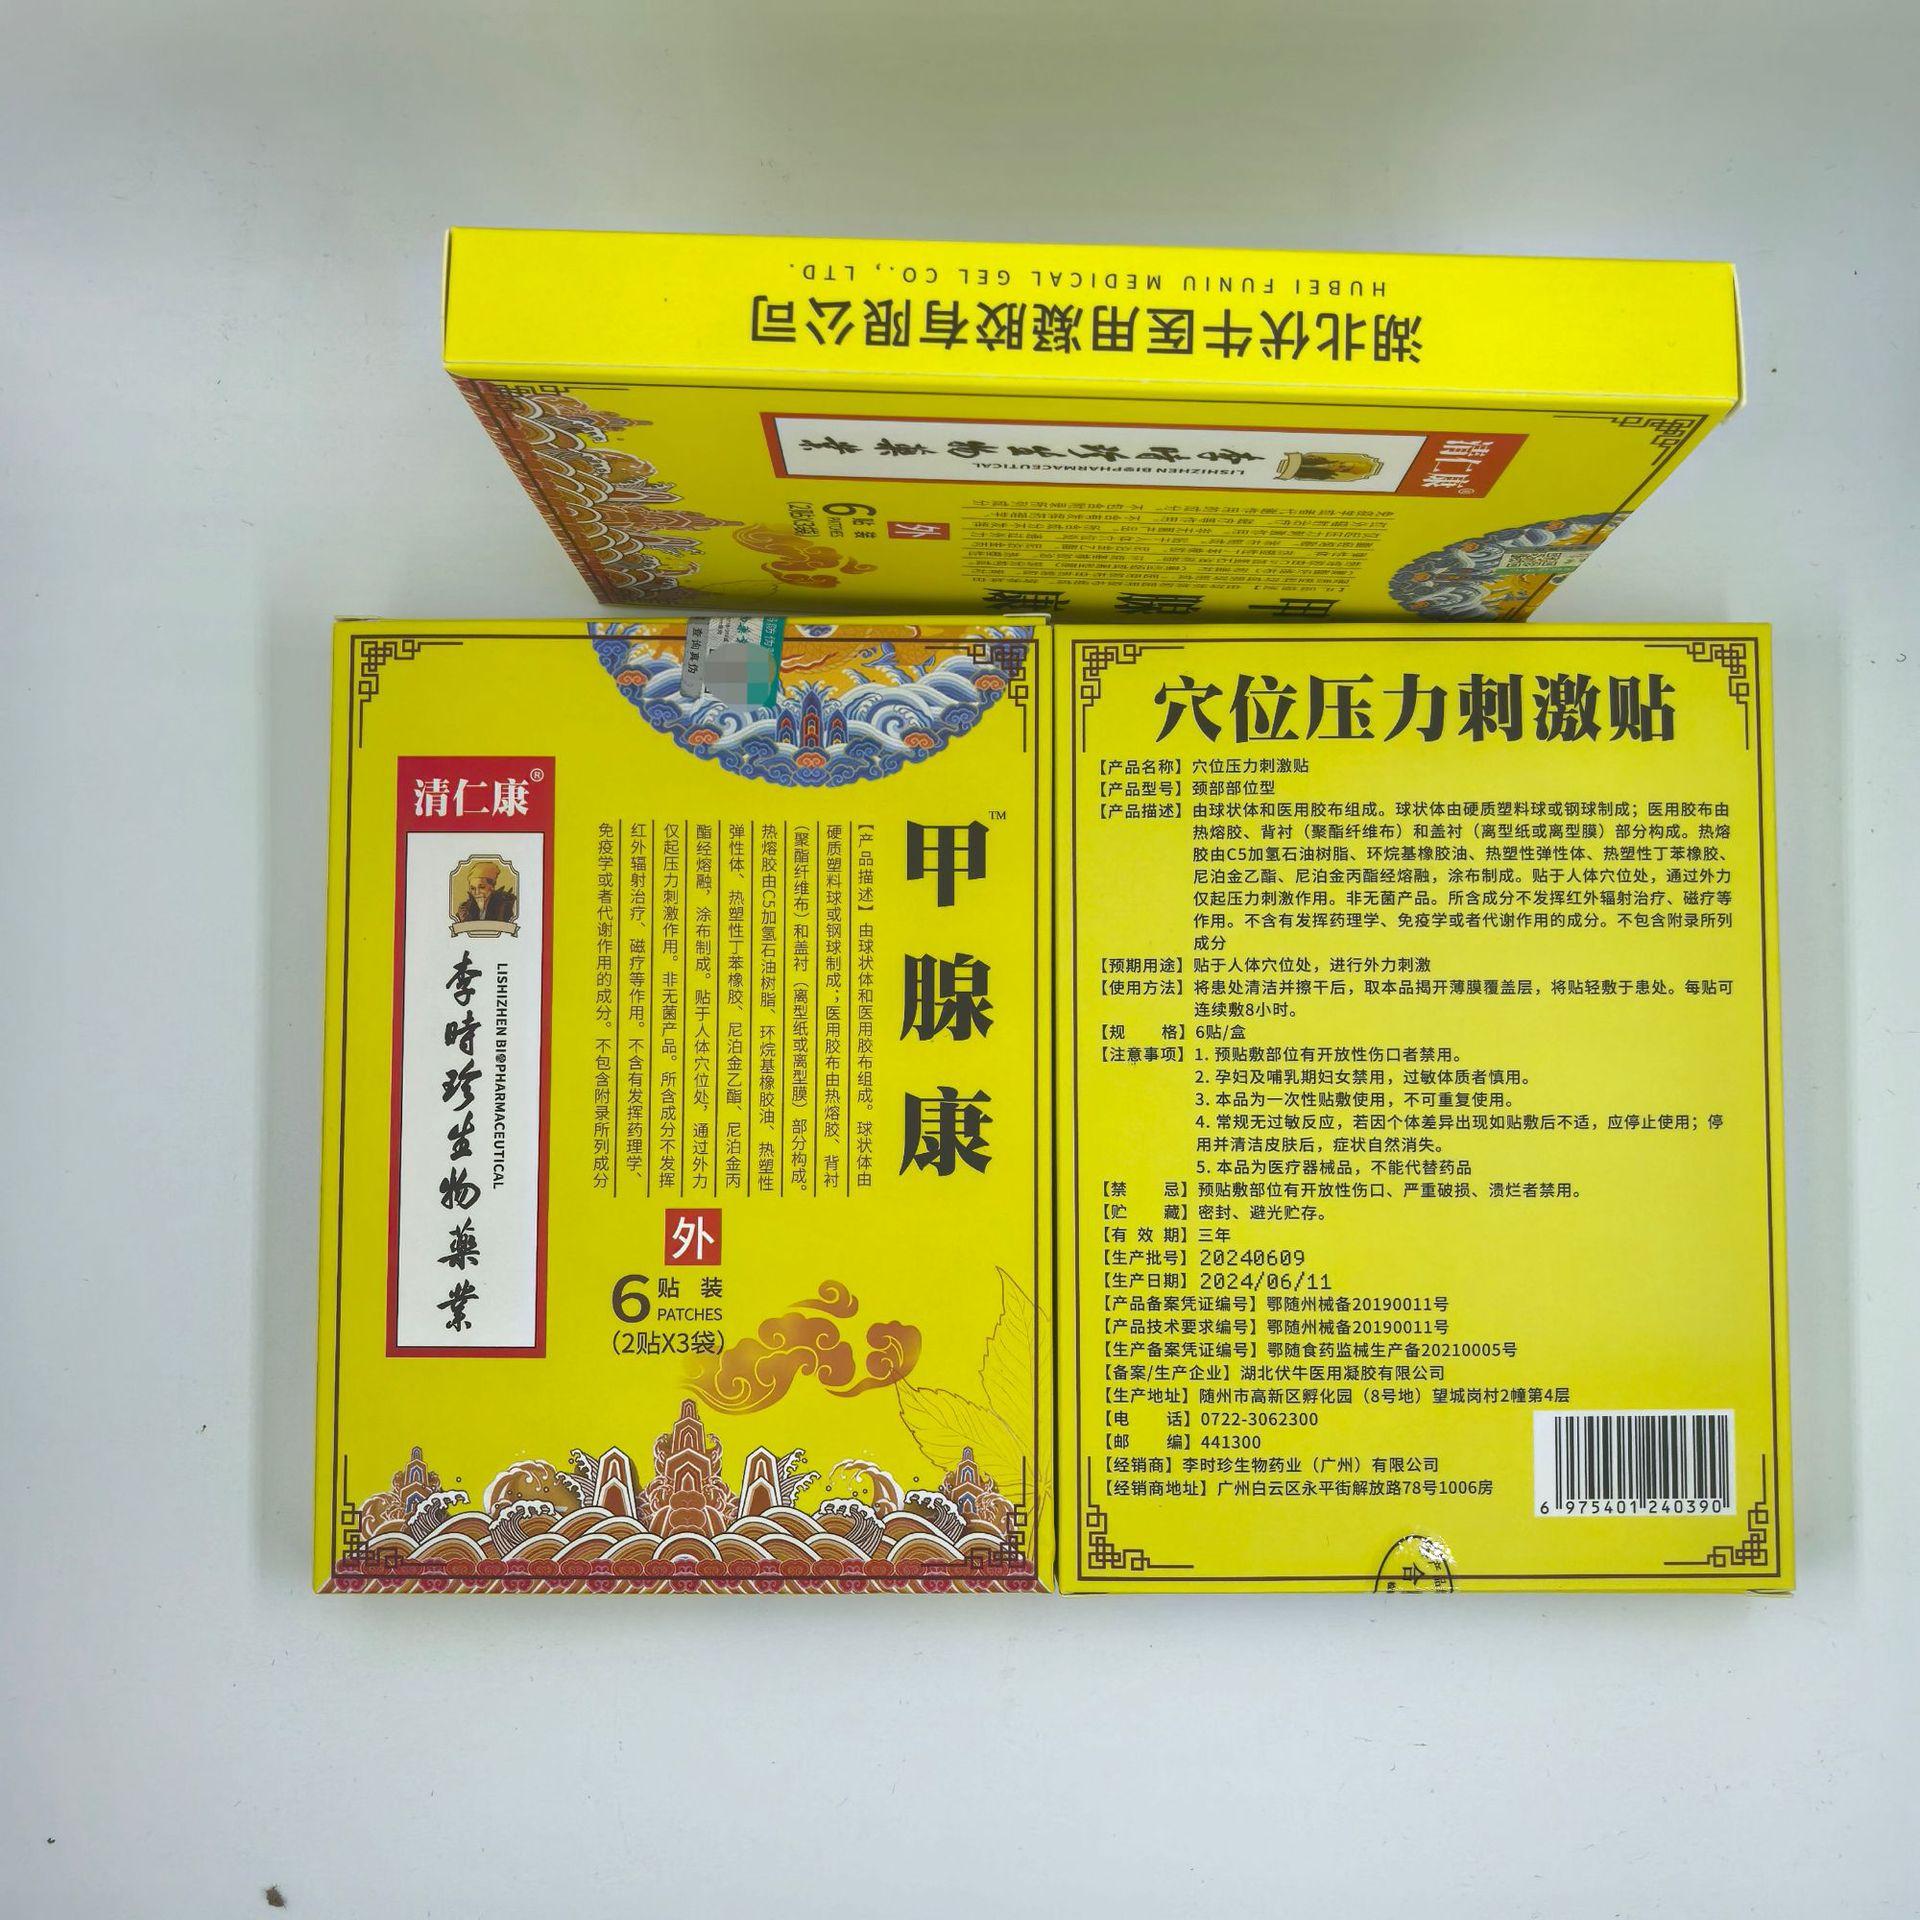 HUBEI FUNIU MEDICAL GEL CO., LTD.
湖北伏牛医用凝胶有限公司
清仁康®
LISHIZHEN BIOPHARMACEUTICAL
李時珍生物藥業
外
6贴装
PATCHES
(2贴X3袋)
甲腺康
清仁康®
李時珍生物藥業
LISHIZHEN BIOPHARMACEUTICAL
甲腺康™
【产品描述】由球状体和医用胶布组成。球状体由
硬质塑料球或钢球制成；医用胶布由热熔胶、背衬
（聚酯纤维布）和盖衬（离型纸或离型膜）部分构成。
热熔胶由C5加氢石油树脂、环烷基橡胶油、热塑性
弹性体、热塑性丁苯橡胶、尼泊金乙酯、尼泊金丙
酯经熔融，涂布制成。贴于人体穴位处，通过外力
仅起压力刺激作用。非无菌产品。所含成分不发挥
红外辐射治疗、磁疗等作用。不含有发挥药理学、
免疫学或者代谢作用的成分。不包含附录所列成分
外
6贴 装
PATCHES
(2贴X3袋)
查询真伪
穴位压力刺激贴
【产品名称】穴位压力刺激贴
【产品型号】颈部部位型
【产品描述】由球状体和医用胶布组成。球状体由硬质塑料球或钢球制成；医用胶布由
热熔胶、背衬（聚酯纤维布）和盖衬（离型纸或离型膜）部分构成。热熔
胶由C5加氢石油树脂、环烷基橡胶油、热塑性弹性体、热塑性丁苯橡胶、
尼泊金乙酯、尼泊金丙酯经熔融，涂布制成。贴于人体穴位处，通过外力
仅起压力刺激作用。非无菌产品。所含成分不发挥红外辐射治疗、磁疗等
作用。不含有发挥药理学、免疫学或者代谢作用的成分。不包含附录所列
成分
【预期用途】贴于人体穴位处，进行外力刺激
【使用方法】将患处清洁并擦干后，取本品揭开薄膜覆盖层，将贴轻敷于患处。每贴可
连续敷8小时。
【规 格】6贴/盒
【注意事项】1. 预贴敷部位有开放性伤口者禁用。
2. 孕妇及哺乳期妇女禁用，过敏体质者慎用。
3. 本品为一次性贴敷使用，不可重复使用。
4. 常规无过敏反应，若因个体差异出现如贴敷后不适，应停止使用；停
用并清洁皮肤后，症状自然消失。
5. 本品为医疗器械品，不能代替药品
【禁 忌】预贴敷部位有开放性伤口、严重破损、溃烂者禁用。
【贮 藏】密封、避光贮存。
【有 效 期】三年
【生产批号】20240609
【生产日期】2024/06/11
【产品备案凭证编号】鄂随州械备20190011号
【产品技术要求编号】鄂随州械备20190011号
【生产备案凭证编号】鄂随食药监械生产备20210005号
【备案/生产企业】湖北伏牛医用凝胶有限公司
【生产地址】随州市高新区孵化园（8号地）望城岗村2幢第4层
【电 话】0722-3062300
【邮 编】441300
【经销商】李时珍生物药业（广州）有限公司
【经销商地址】广州白云区永平街解放路78号1006房
6 975401 240390
合